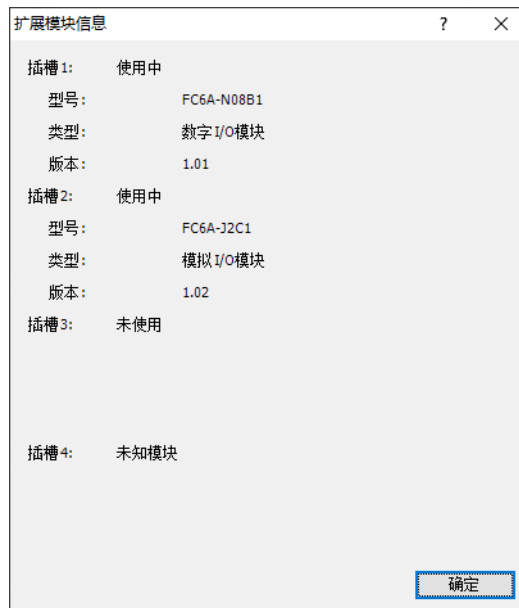 扩展模块信息 ? ×
插槽1: 使用中
型号: FC6A-N08B1
类型: 数字I/O模块
版本: 1.01
插槽2: 使用中
型号: FC6A-J2C1
类型: 模拟I/O模块
版本: 1.02
插槽3: 未使用
插槽4: 未知模块
确定